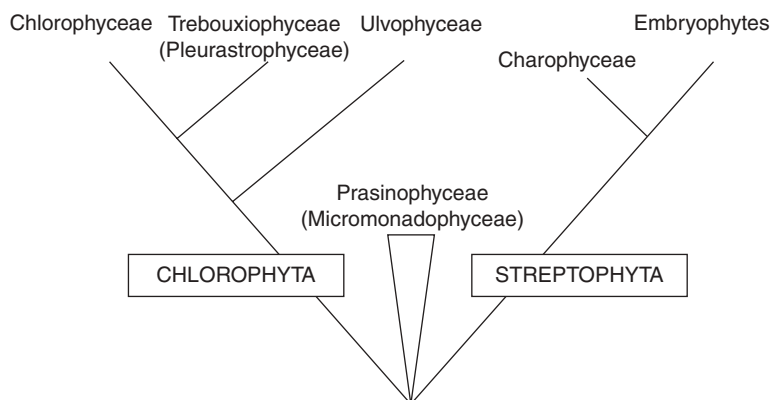 Chlorophyceae
Trebouxiophyceae
(Pleurastrophyceae)
Ulvophyceae
Embryophytes
Charophyceae
Prasinophyceae
(Micromonadophyceae)
CHLOROPHYTA
STREPTOPHYTA